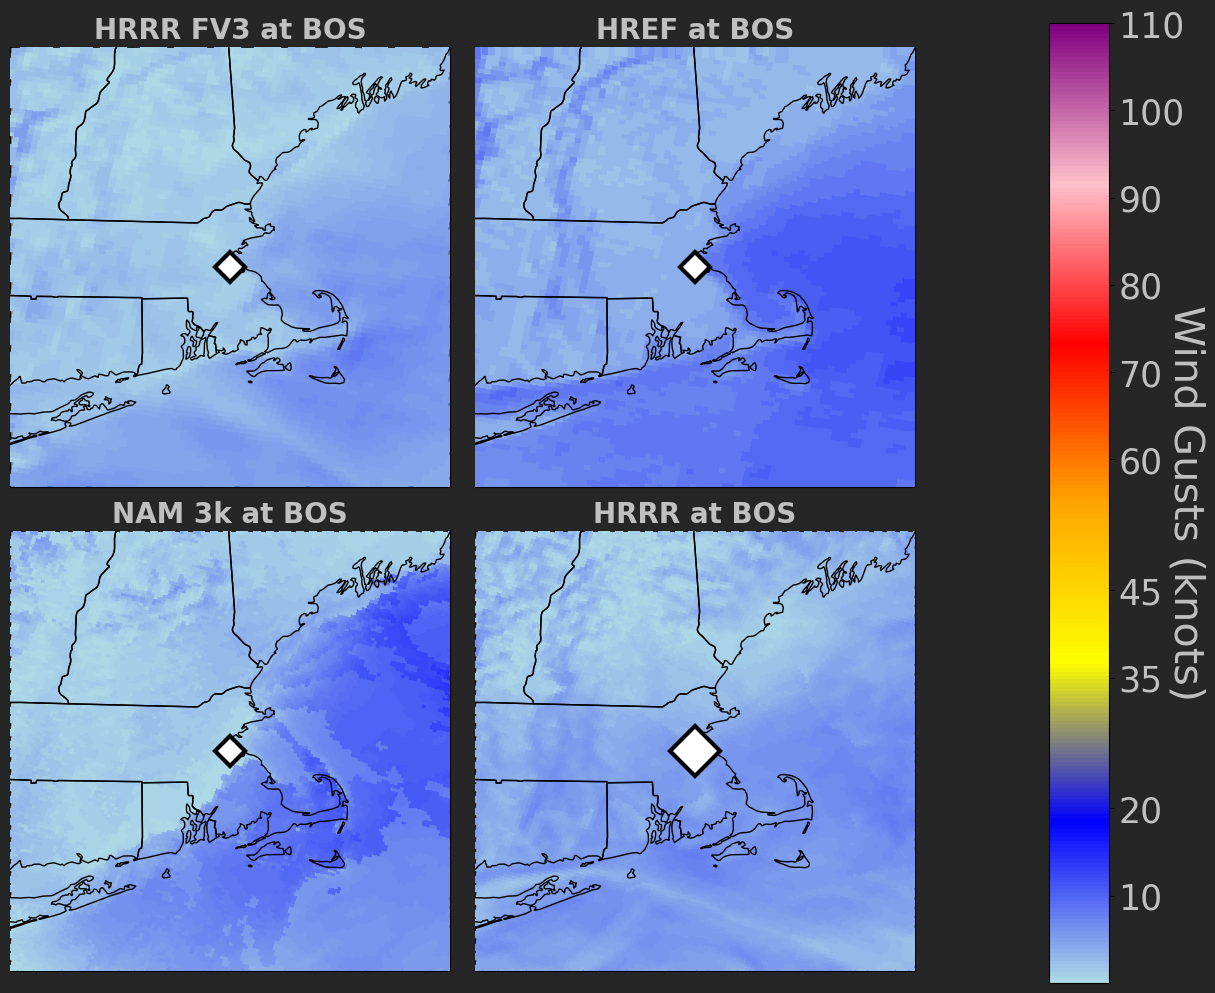 HRRR FV3 at BOS
HREF at BOS
NAM 3k at BOS
HRRR at BOS
110
100
90
80
70
60
45
35
20
10
Wind Gusts (knots)